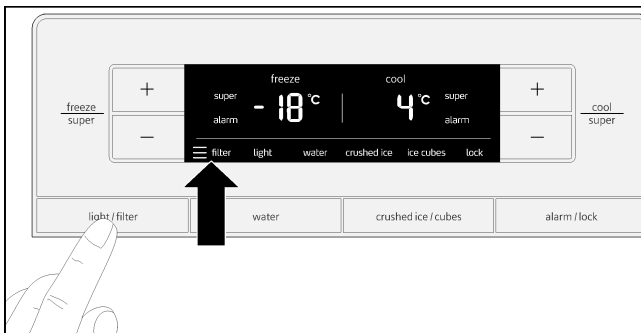 freeze
super
+
−
freeze cool
super
alarm
-18 °C
4 °C
super
alarm
filter light water crushed ice ice cubes lock
+
−
cool
super
light / filter water crushed ice / cubes alarm / lock